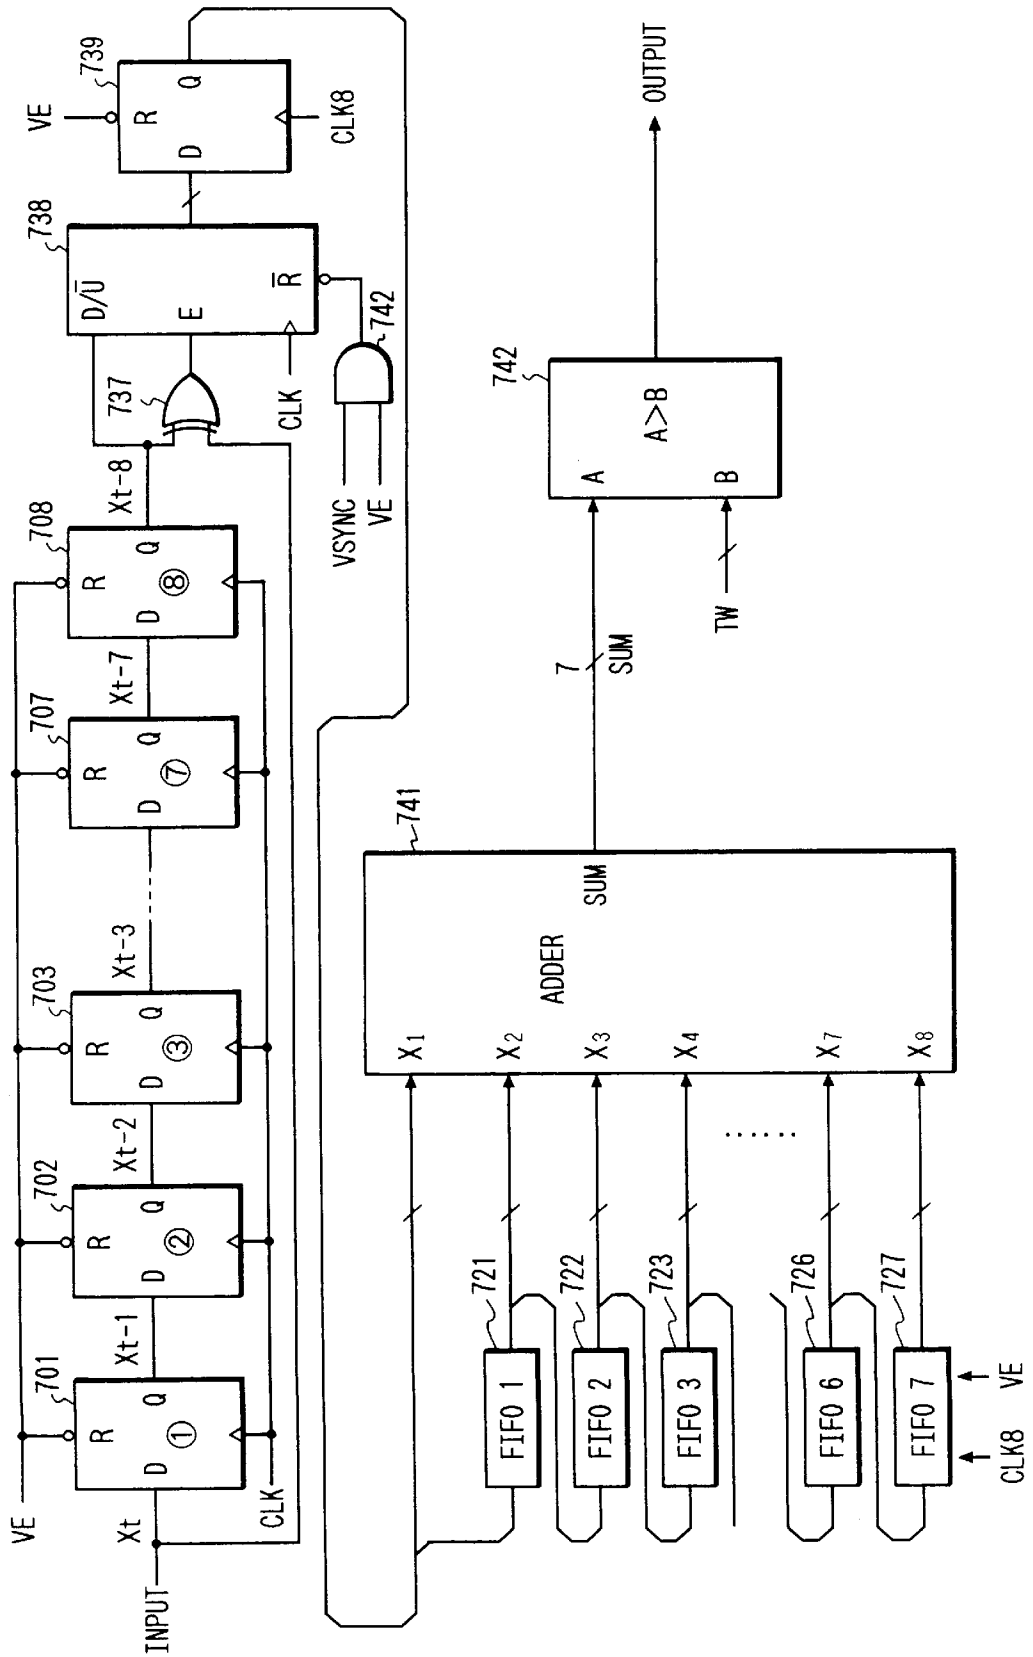 VE
INPUT
Xt
701
R
D
Q
①
Xt-1
702
R
D
Q
②
Xt-2
703
R
D
Q
③
Xt-3
707
R
D
Q
⑦
Xt-7
708
R
D
Q
⑧
Xt-8
CLK
737
738
D/U̅
E
R̅
CLK
VSYNC
VE
742
VE
739
R
D
Q
CLK8
721
FIFO 1
722
FIFO 2
723
FIFO 3
726
FIFO 6
727
FIFO 7
CLK8
VE
741
X1
X2
X3
X4
X7
X8
ADDER
SUM
7
SUM
TW
742
A
B
A>B
OUTPUT